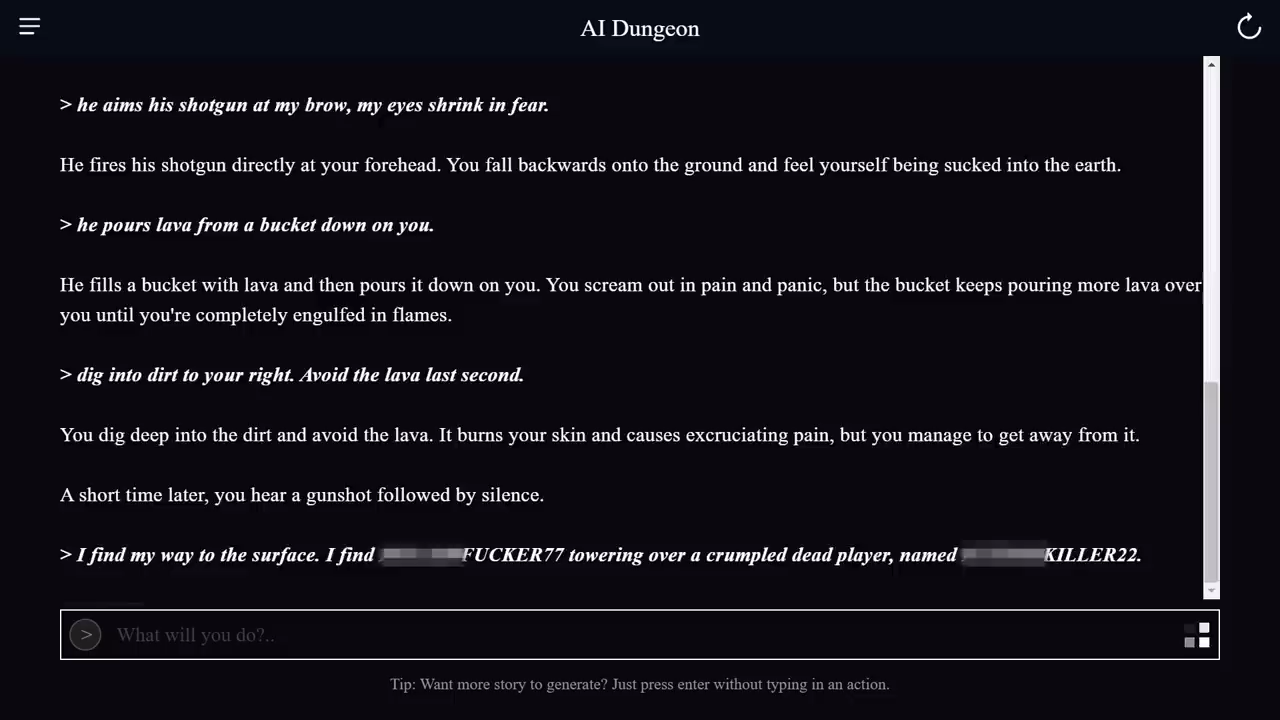 AI Dungeon
> he aims his shotgun at my brow, my eyes shrink in fear.
He fires his shotgun directly at your forehead. You fall backwards onto the ground and feel yourself being sucked into the earth.
> he pours lava from a bucket down on you.
He fills a bucket with lava and then pours it down on you. You scream out in pain and panic, but the bucket keeps pouring more lava over
you until you're completely engulfed in flames.
> dig into dirt to your right. Avoid the lava last second.
You dig deep into the dirt and avoid the lava. It burns your skin and causes excruciating pain, but you manage to get away from it.
A short time later, you hear a gunshot followed by silence.
> I find my way to the surface. I find FUCKER77 towering over a crumpled dead player, named KILLER22.
> What will you do?..
Tip: Want more story to generate? Just press enter without typing in an action.